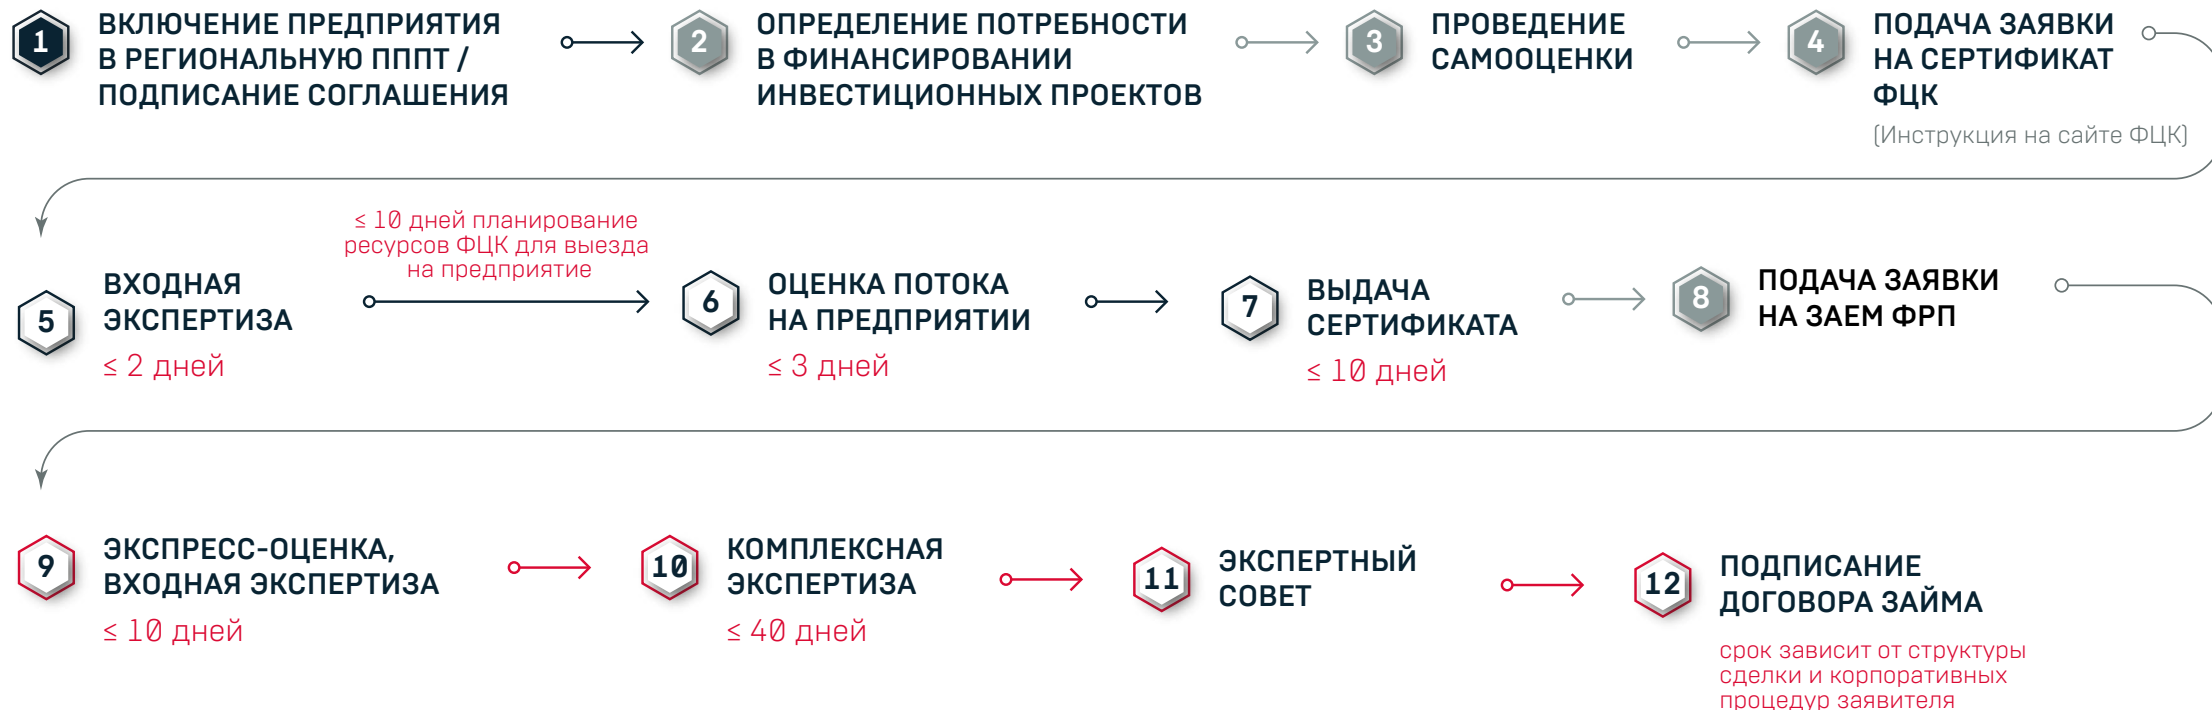 1
ВКЛЮЧЕНИЕ ПРЕДПРИЯТИЯ
В РЕГИОНАЛЬНУЮ ПППТ /
ПОДПИСАНИЕ СОГЛАШЕНИЯ
2
ОПРЕДЕЛЕНИЕ ПОТРЕБНОСТИ
В ФИНАНСИРОВАНИИ
ИНВЕСТИЦИОННЫХ ПРОЕКТОВ
3
ПРОВЕДЕНИЕ
САМООЦЕНКИ
4
ПОДАЧА ЗАЯВКИ
НА СЕРТИФИКАТ
ФЦК
(Инструкция на сайте ФЦК)
5
ВХОДНАЯ
ЭКСПЕРТИЗА
≤ 2 дней
≤ 10 дней планирование
ресурсов ФЦК для выезда
на предприятие
6
ОЦЕНКА ПОТОКА
НА ПРЕДПРИЯТИИ
≤ 3 дней
7
ВЫДАЧА
СЕРТИФИКАТА
≤ 10 дней
8
ПОДАЧА ЗАЯВКИ
НА ЗАЕМ ФРП
9
ЭКСПРЕСС-ОЦЕНКА,
ВХОДНАЯ ЭКСПЕРТИЗА
≤ 10 дней
10
КОМПЛЕКСНАЯ
ЭКСПЕРТИЗА
≤ 40 дней
11
ЭКСПЕРТНЫЙ
СОВЕТ
12
ПОДПИСАНИЕ
ДОГОВОРА ЗАЙМА
срок зависит от структуры
сделки и корпоративных
процедур заявителя